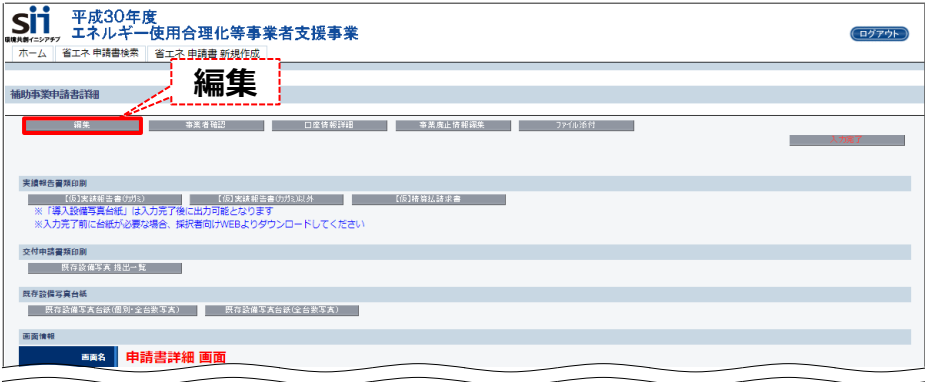 sii 平成30年度
環境共創イニシアチブ エネルギー使用合理化等事業者支援事業
ログアウト
ホーム 省エネ 申請書検索 省エネ 申請書 新規作成
編集
補助事業申請書詳細
編集 事業者確認 口座情報詳細 事業廃止情報編集 ファイル添付
入力完了
実績報告書類印刷
【仮】実績報告書(カガミ) 【仮】実績報告書(カガミ)以外 【仮】精算払請求書
※「導入設備写真台紙」は入力完了後に出力可能となります
※入力完了前に台紙が必要な場合、採択者向けWEBよりダウンロードしてください
交付申請書類印刷
既存設備写真 提出一覧
既存設備写真台紙
既存設備写真台紙(個別・全台数写真) 既存設備写真台紙(全台数写真)
画面情報
画面名 申請書詳細 画面